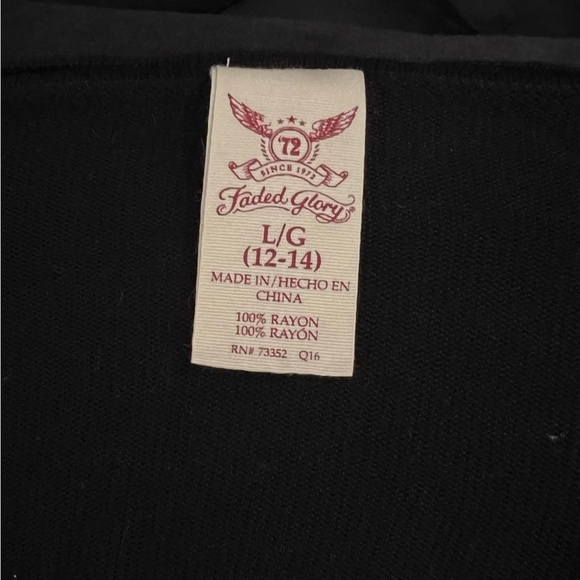 '72
SINCE 1972
Faded Glory®
L/G
(12-14)
MADE IN/HECHO EN
CHINA
100% RAYON
100% RAYÓN
RN# 73352 Q16